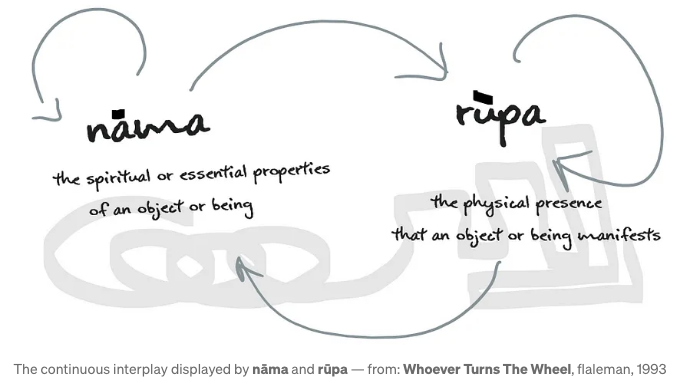 nāma
the spiritual or essential properties
of an object or being
rūpa
the physical presence
that an object or being manifests
The continuous interplay displayed by nāma and rūpa — from: Whoever Turns The Wheel, flaleman, 1993